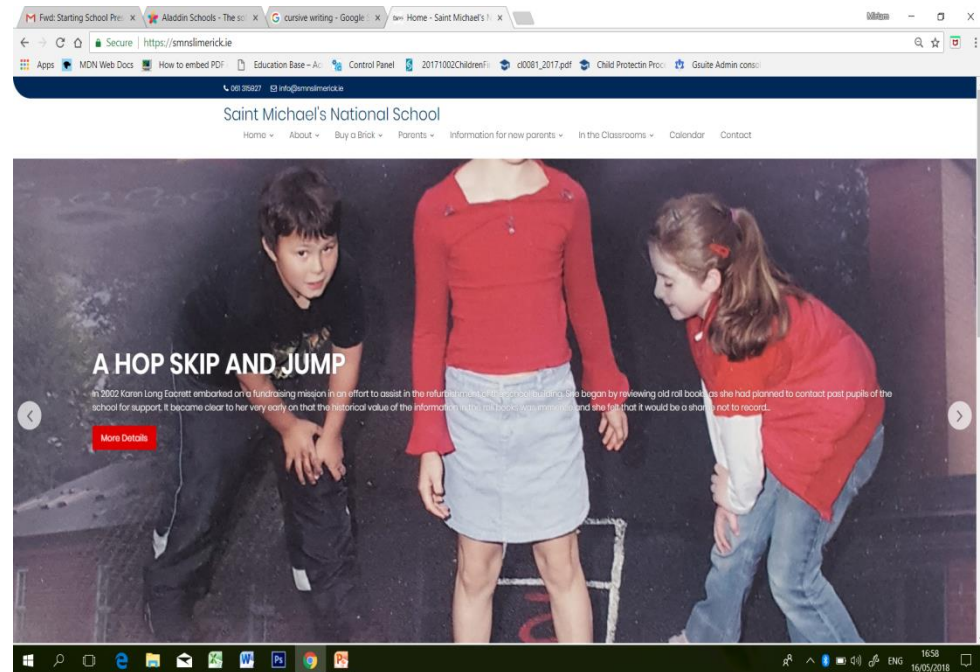 Fwd: Starting School Pre
Aladdin Schools - The so
cursive writing - Google S
Home - Saint Michael's N
Miriam
Secure
https://smnslimerick.ie
Apps
MDN Web Docs
How to embed PDF
Education Base – Ac
Control Panel
20171002ChildrenFi
cl0081_2017.pdf
Child Protectin Proc
Gsuite Admin conso
061 315927
info@smnslimerick.ie
Saint Michael's National School
Home
About
Buy a Brick
Parents
Information for new parents
In the Classrooms
Calendar
Contact
A HOP SKIP AND JUMP
In 2002 Karen Long Eacrett embarked on a fundraising mission in an effort to assist in the refurbishment of the school building. She began by reviewing old roll books as she had planned to contact past pupils of the
school for support. It became clear to her very early on that the historical value of the information in the books was immense and she felt that it would be a shame not to record...
More Details
ENG
16:58
16/05/2018